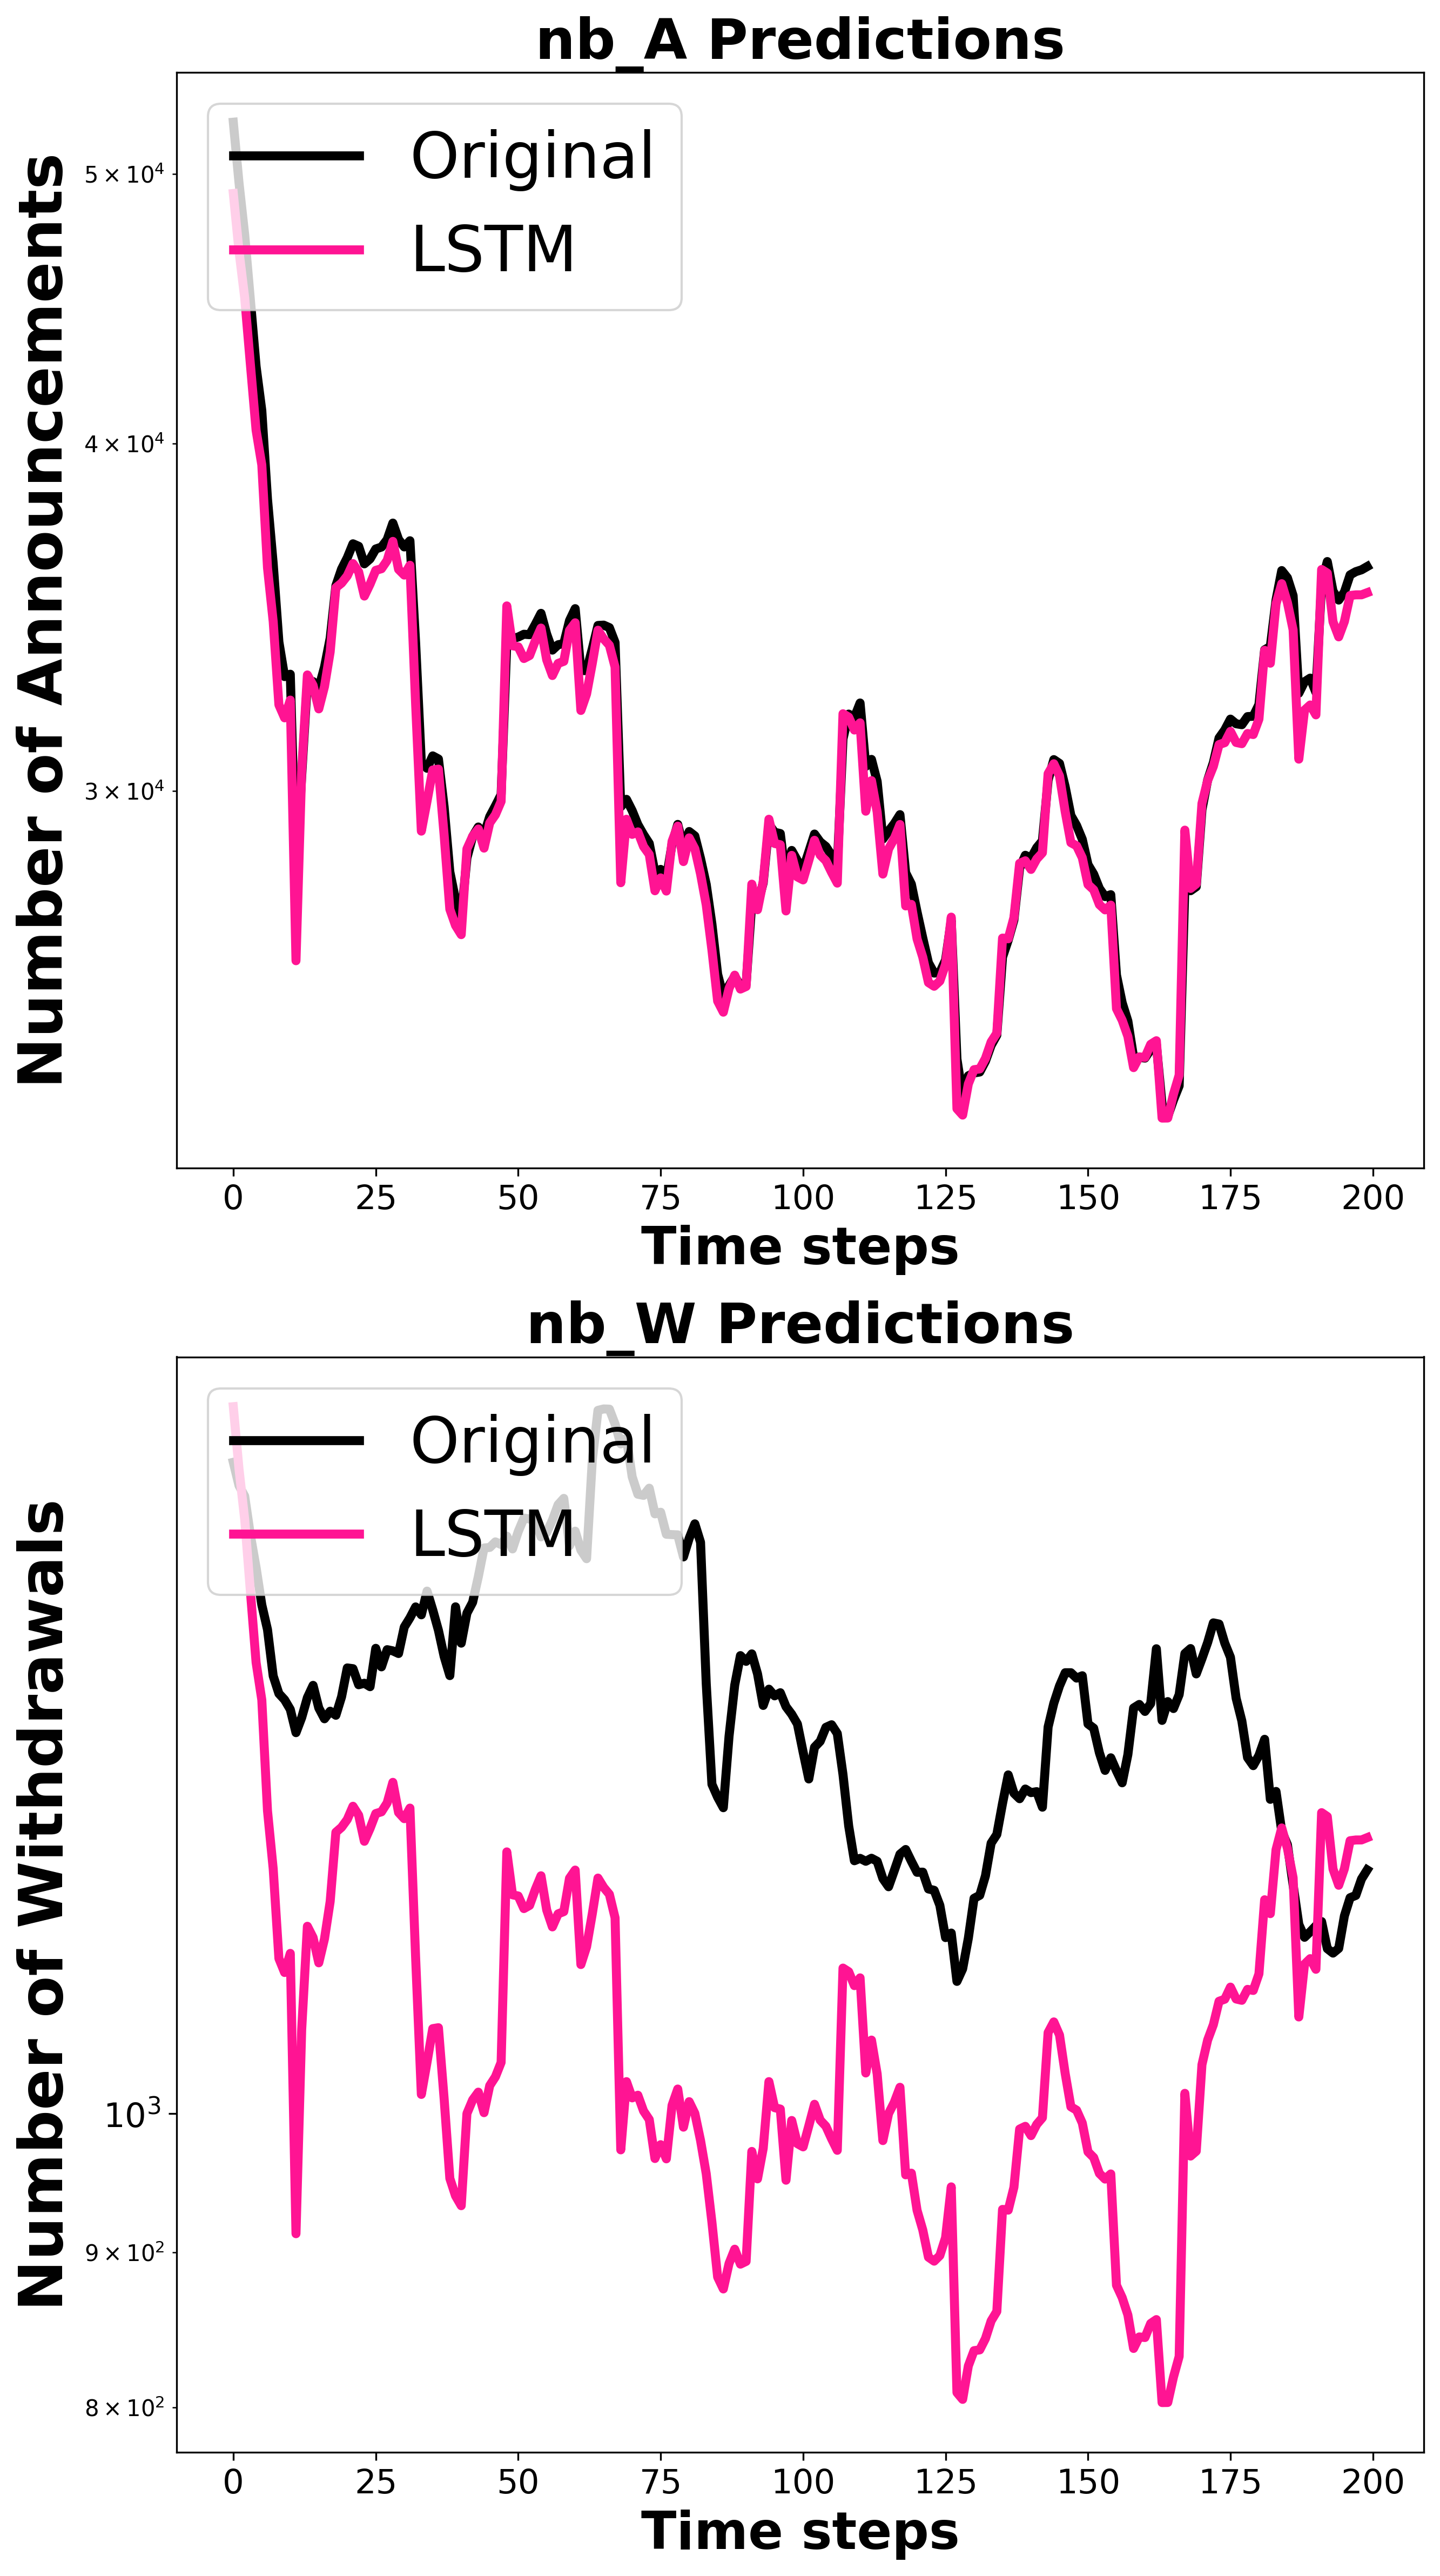 nb_A Predictions
Number of Announcements
5 × 10⁴
4 × 10⁴
3 × 10⁴
Original
LSTM
0 25 50 75 100 125 150 175 200
Time steps
nb_W Predictions
Number of Withdrawals
10³
9 × 10²
8 × 10²
Original
LSTM
0 25 50 75 100 125 150 175 200
Time steps